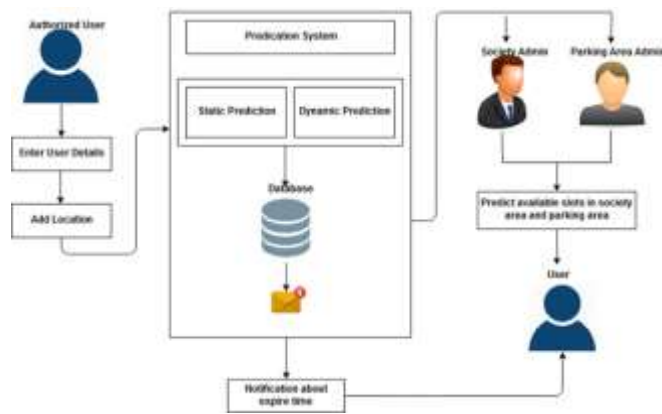 Authorized User
Enter User Details
Add Location
Predication System
Static Prediction
Dynamic Prediction
Database
Notification about
expire time
Society Admin
Parking Area Admin
Predict available slots in society
area and parking area
User